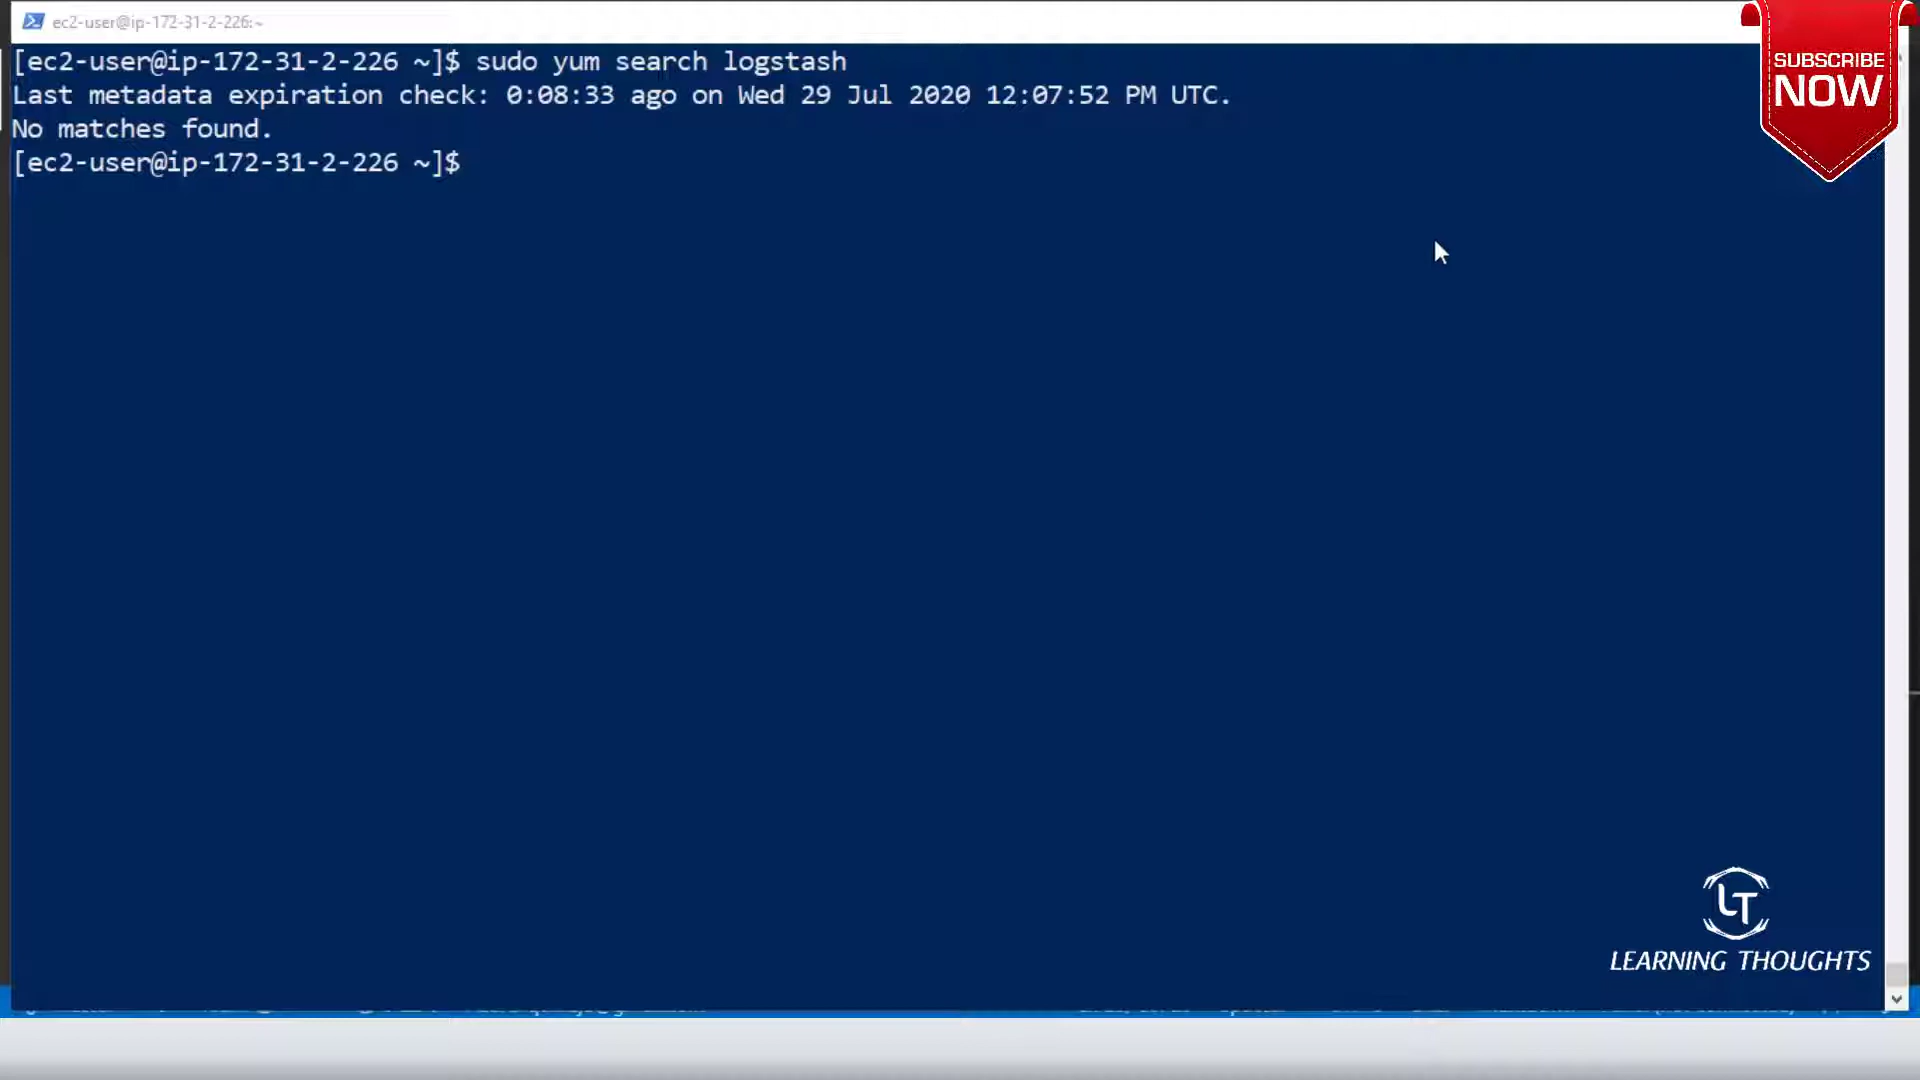 ec2-user@ip-172-31-2-226:~
[ec2-user@ip-172-31-2-226 ~]$ sudo yum search logstash
Last metadata expiration check: 0:08:33 ago on Wed 29 Jul 2020 12:07:52 PM UTC.
No matches found.
[ec2-user@ip-172-31-2-226 ~]$
SUBSCRIBE
NOW
LT
LEARNING THOUGHTS